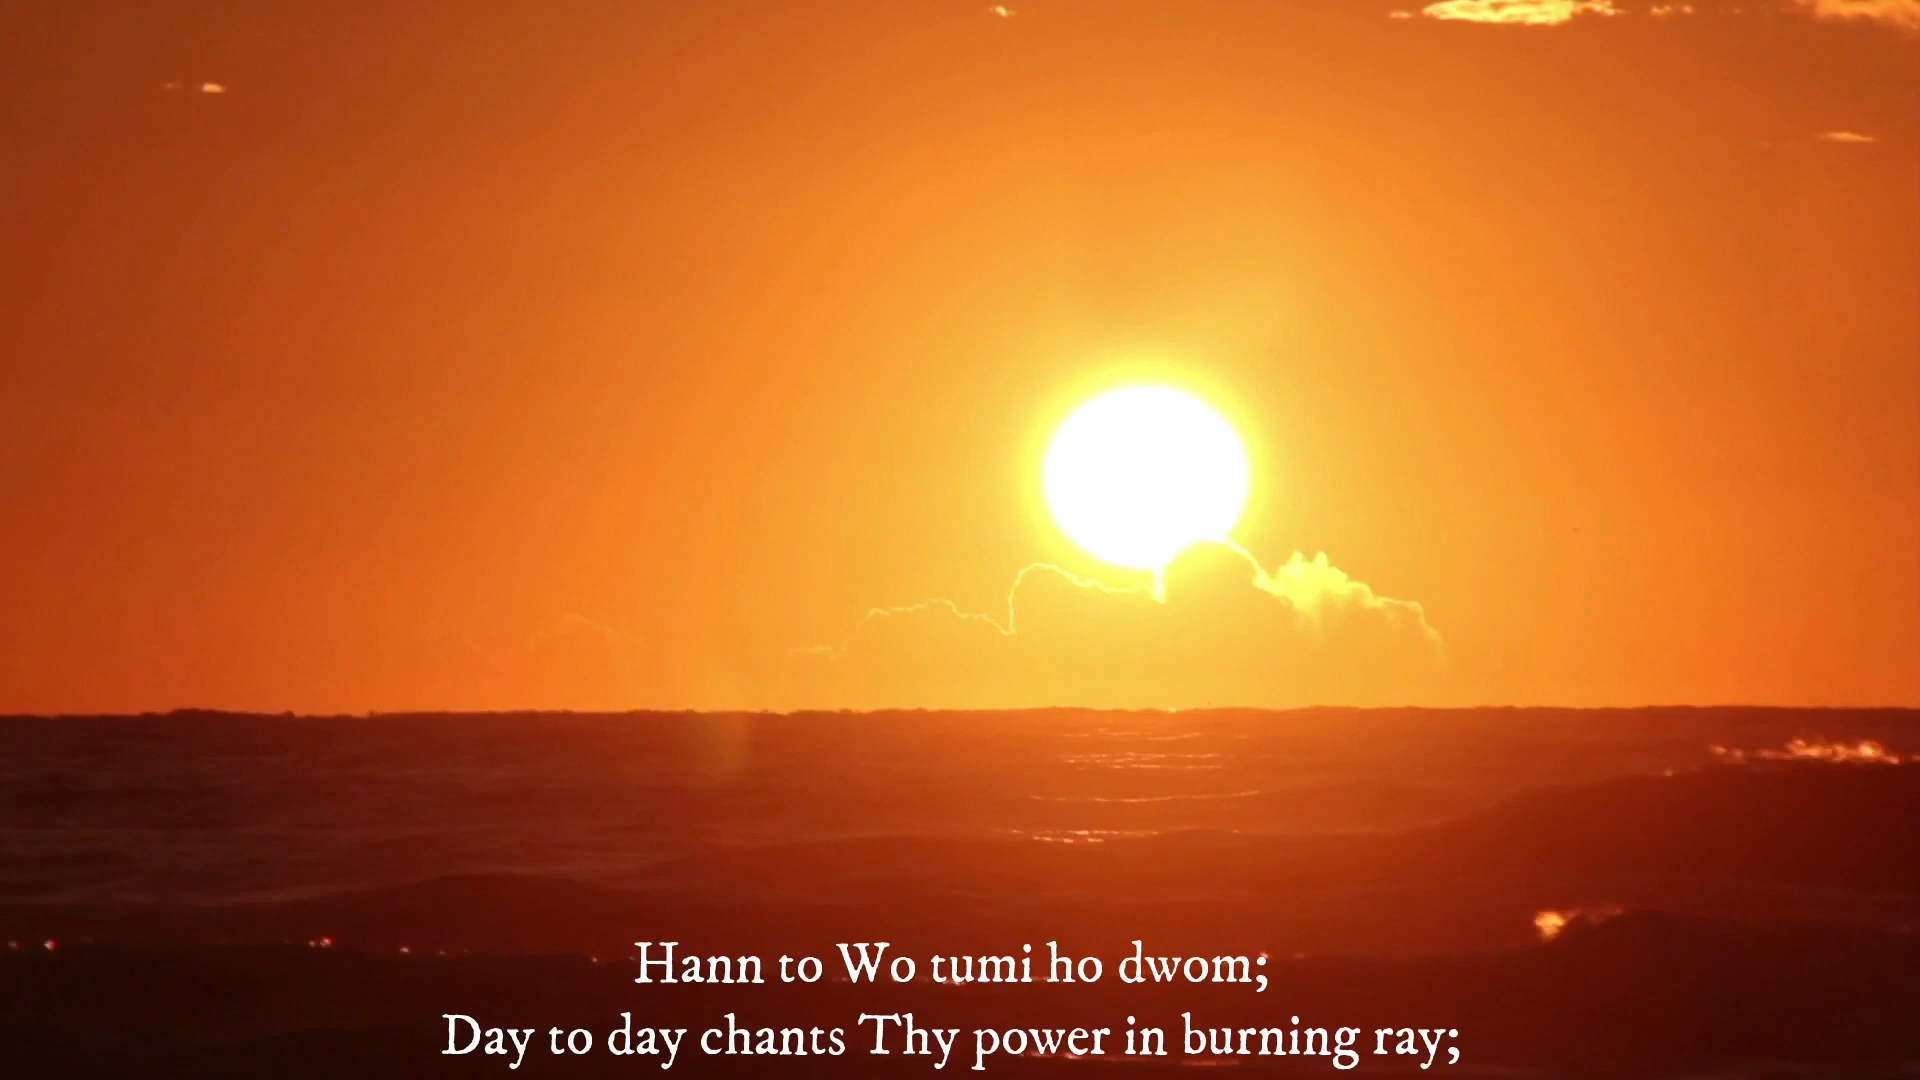 Hann to Wo tumi ho dwom;
Day to day chants Thy power in burning ray;